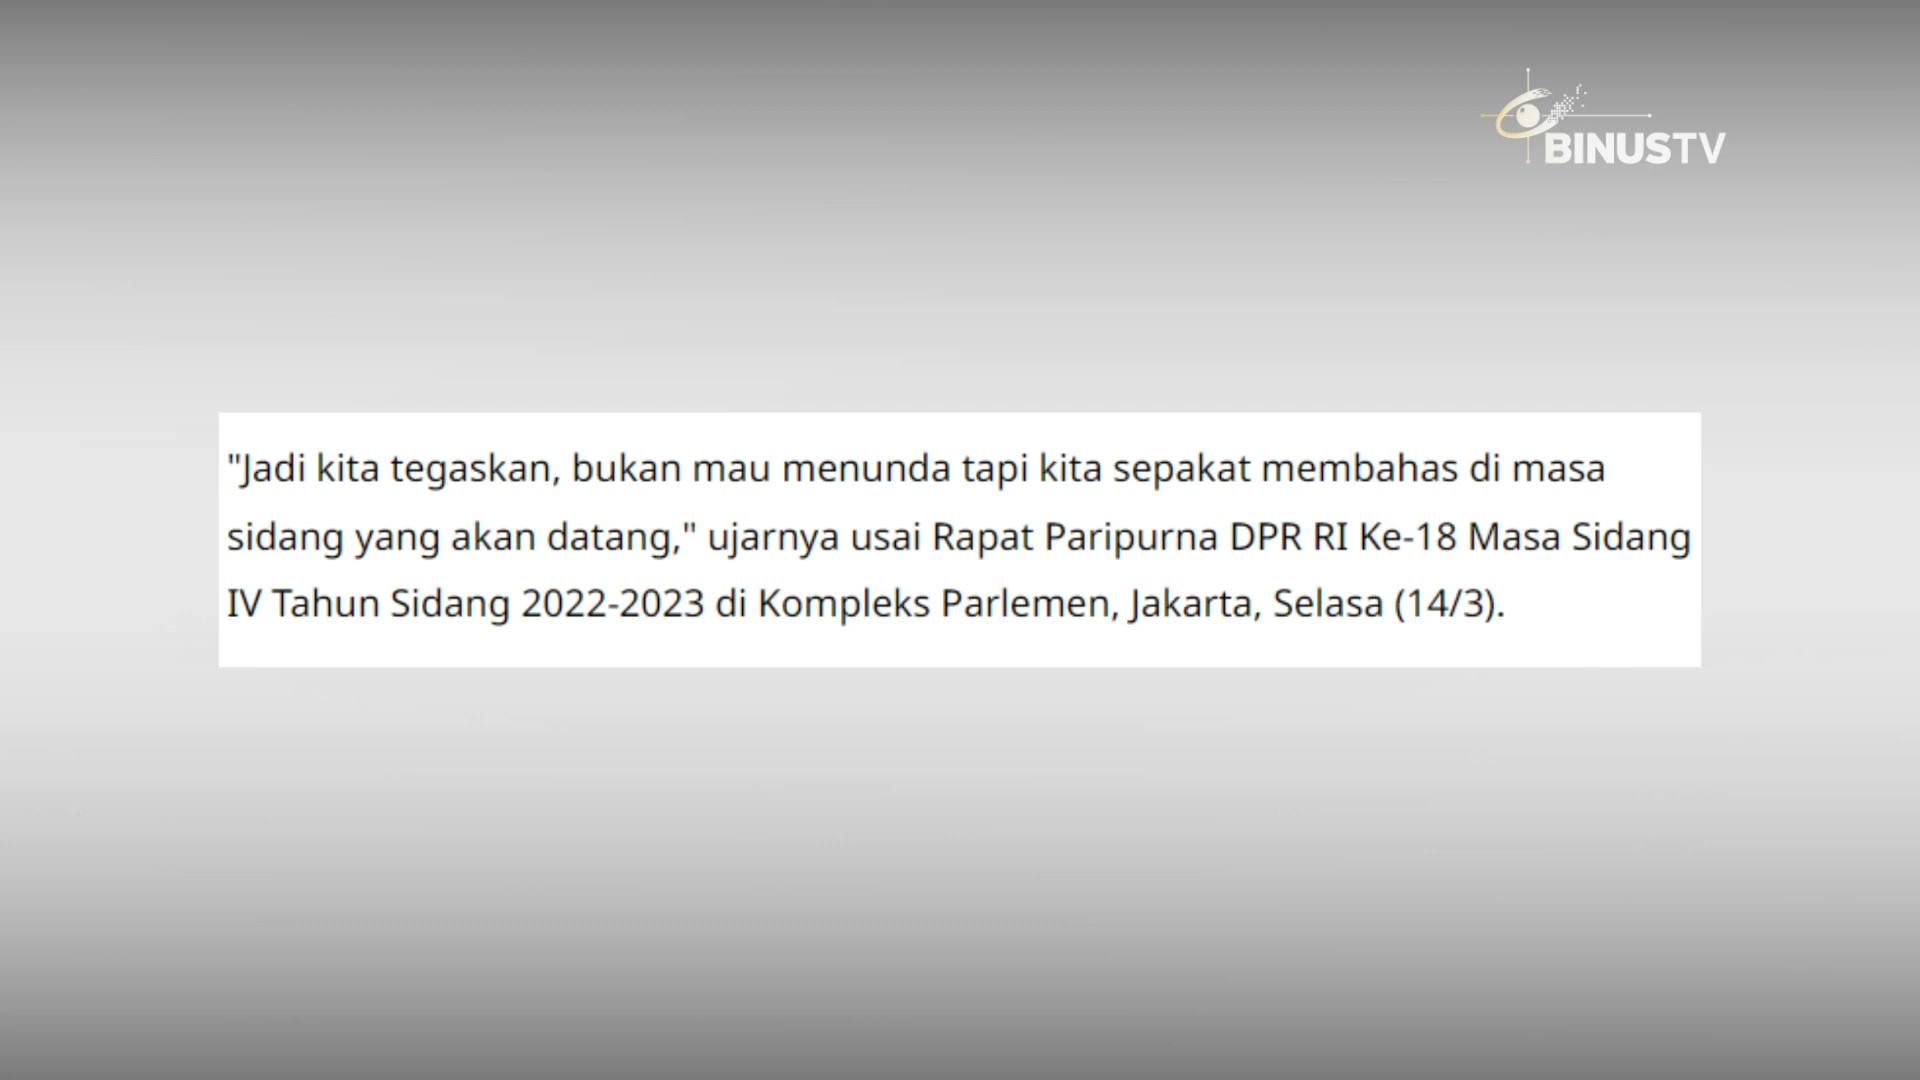 BINUSTV
"Jadi kita tegaskan, bukan mau menunda tapi kita sepakat membahas di masa
sidang yang akan datang," ujarnya usai Rapat Paripurna DPR RI Ke-18 Masa Sidang
IV Tahun Sidang 2022-2023 di Kompleks Parlemen, Jakarta, Selasa (14/3).